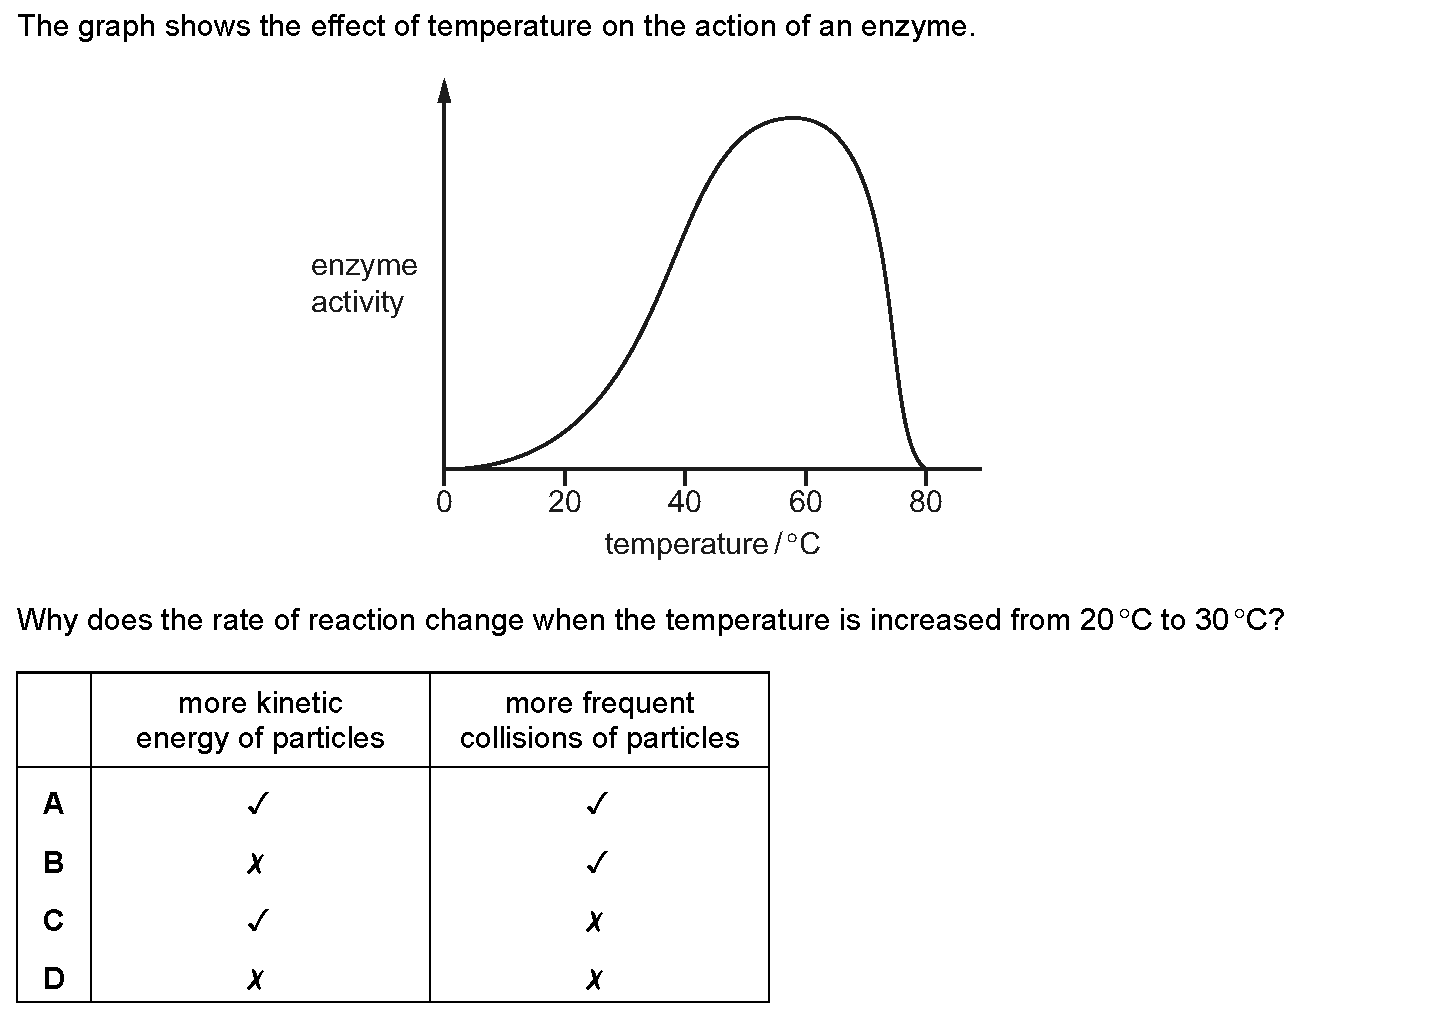 The graph shows the effect of temperature on the action of an enzyme.
enzyme
activity
0 20 40 60 80
temperature / °C
Why does the rate of reaction change when the temperature is increased from 20 °C to 30 °C?
more kinetic
energy of particles
more frequent
collisions of particles
A ✓ ✓
B ✗ ✓
C ✓ ✗
D ✗ ✗